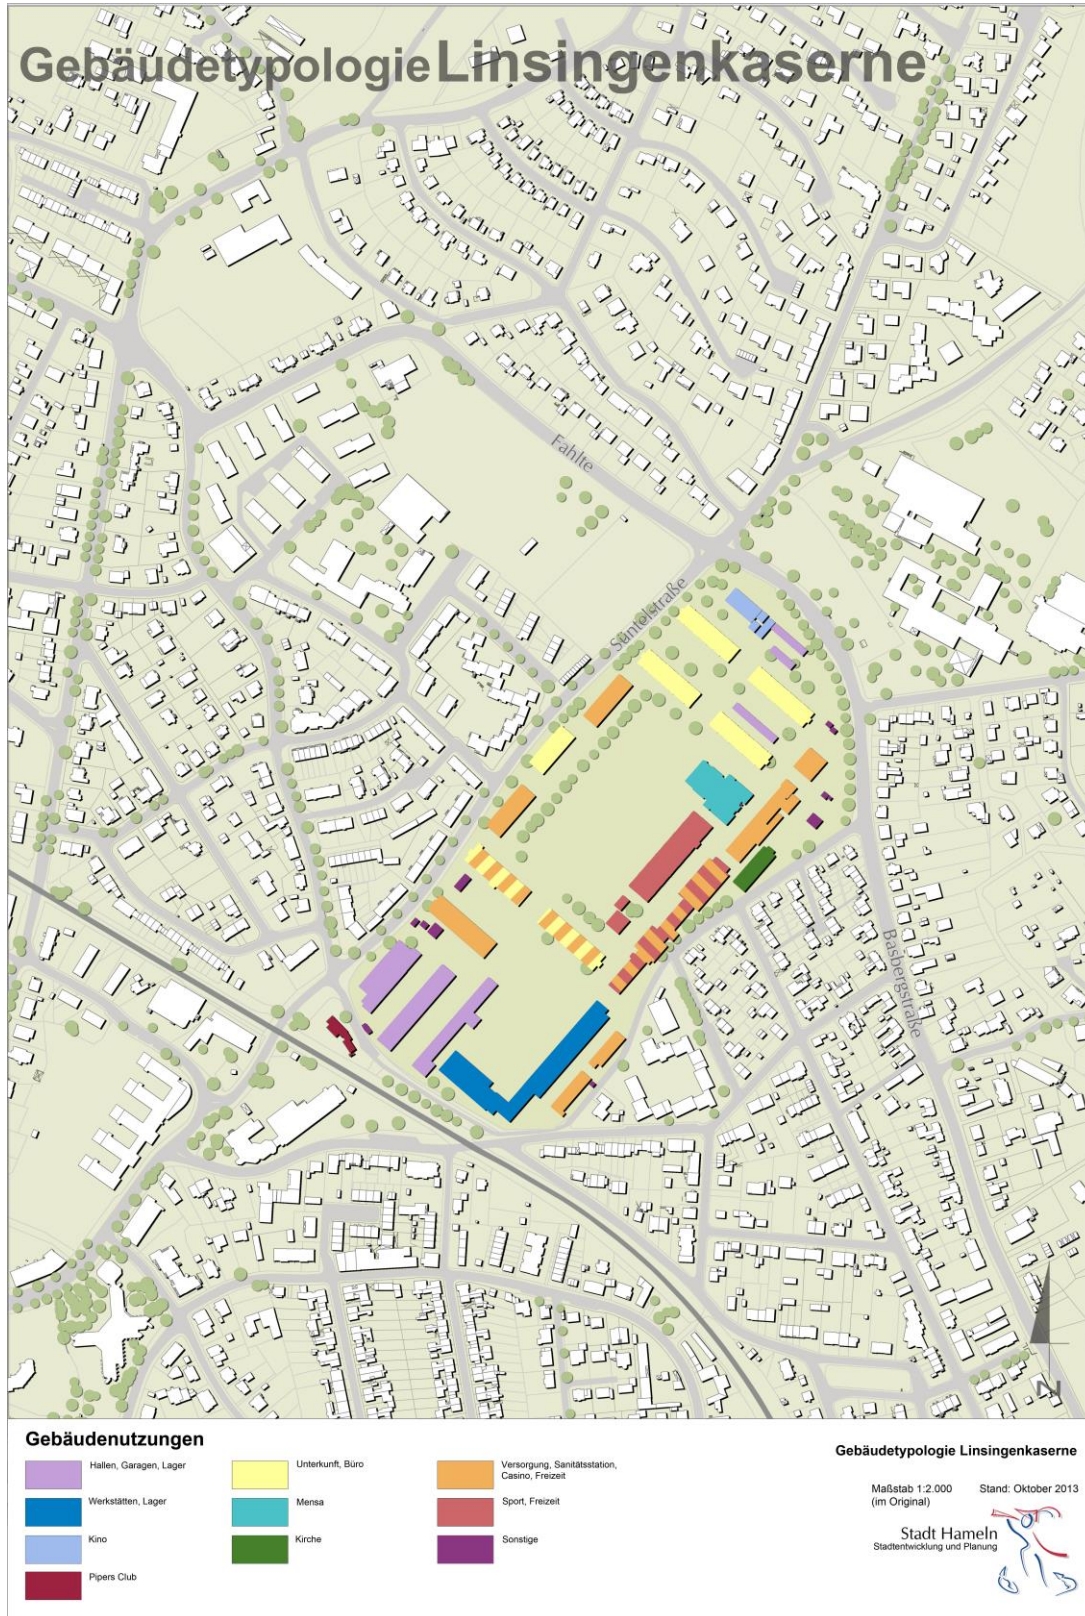 Gebäudetypologie Linsingenkaserne
Fahlte
Süntelstraße
Basbergstraße
N
Gebäudenutzungen
Hallen, Garagen, Lager
Werkstätten, Lager
Kino
Pipers Club
Unterkunft, Büro
Mensa
Kirche
Versorgung, Sanitätsstation,
Casino, Freizeit
Sport, Freizeit
Sonstige
Gebäudetypologie Linsingenkaserne
Maßstab 1:2.000 Stand: Oktober 2013
(im Original)
Stadt Hameln
Stadtentwicklung und Planung